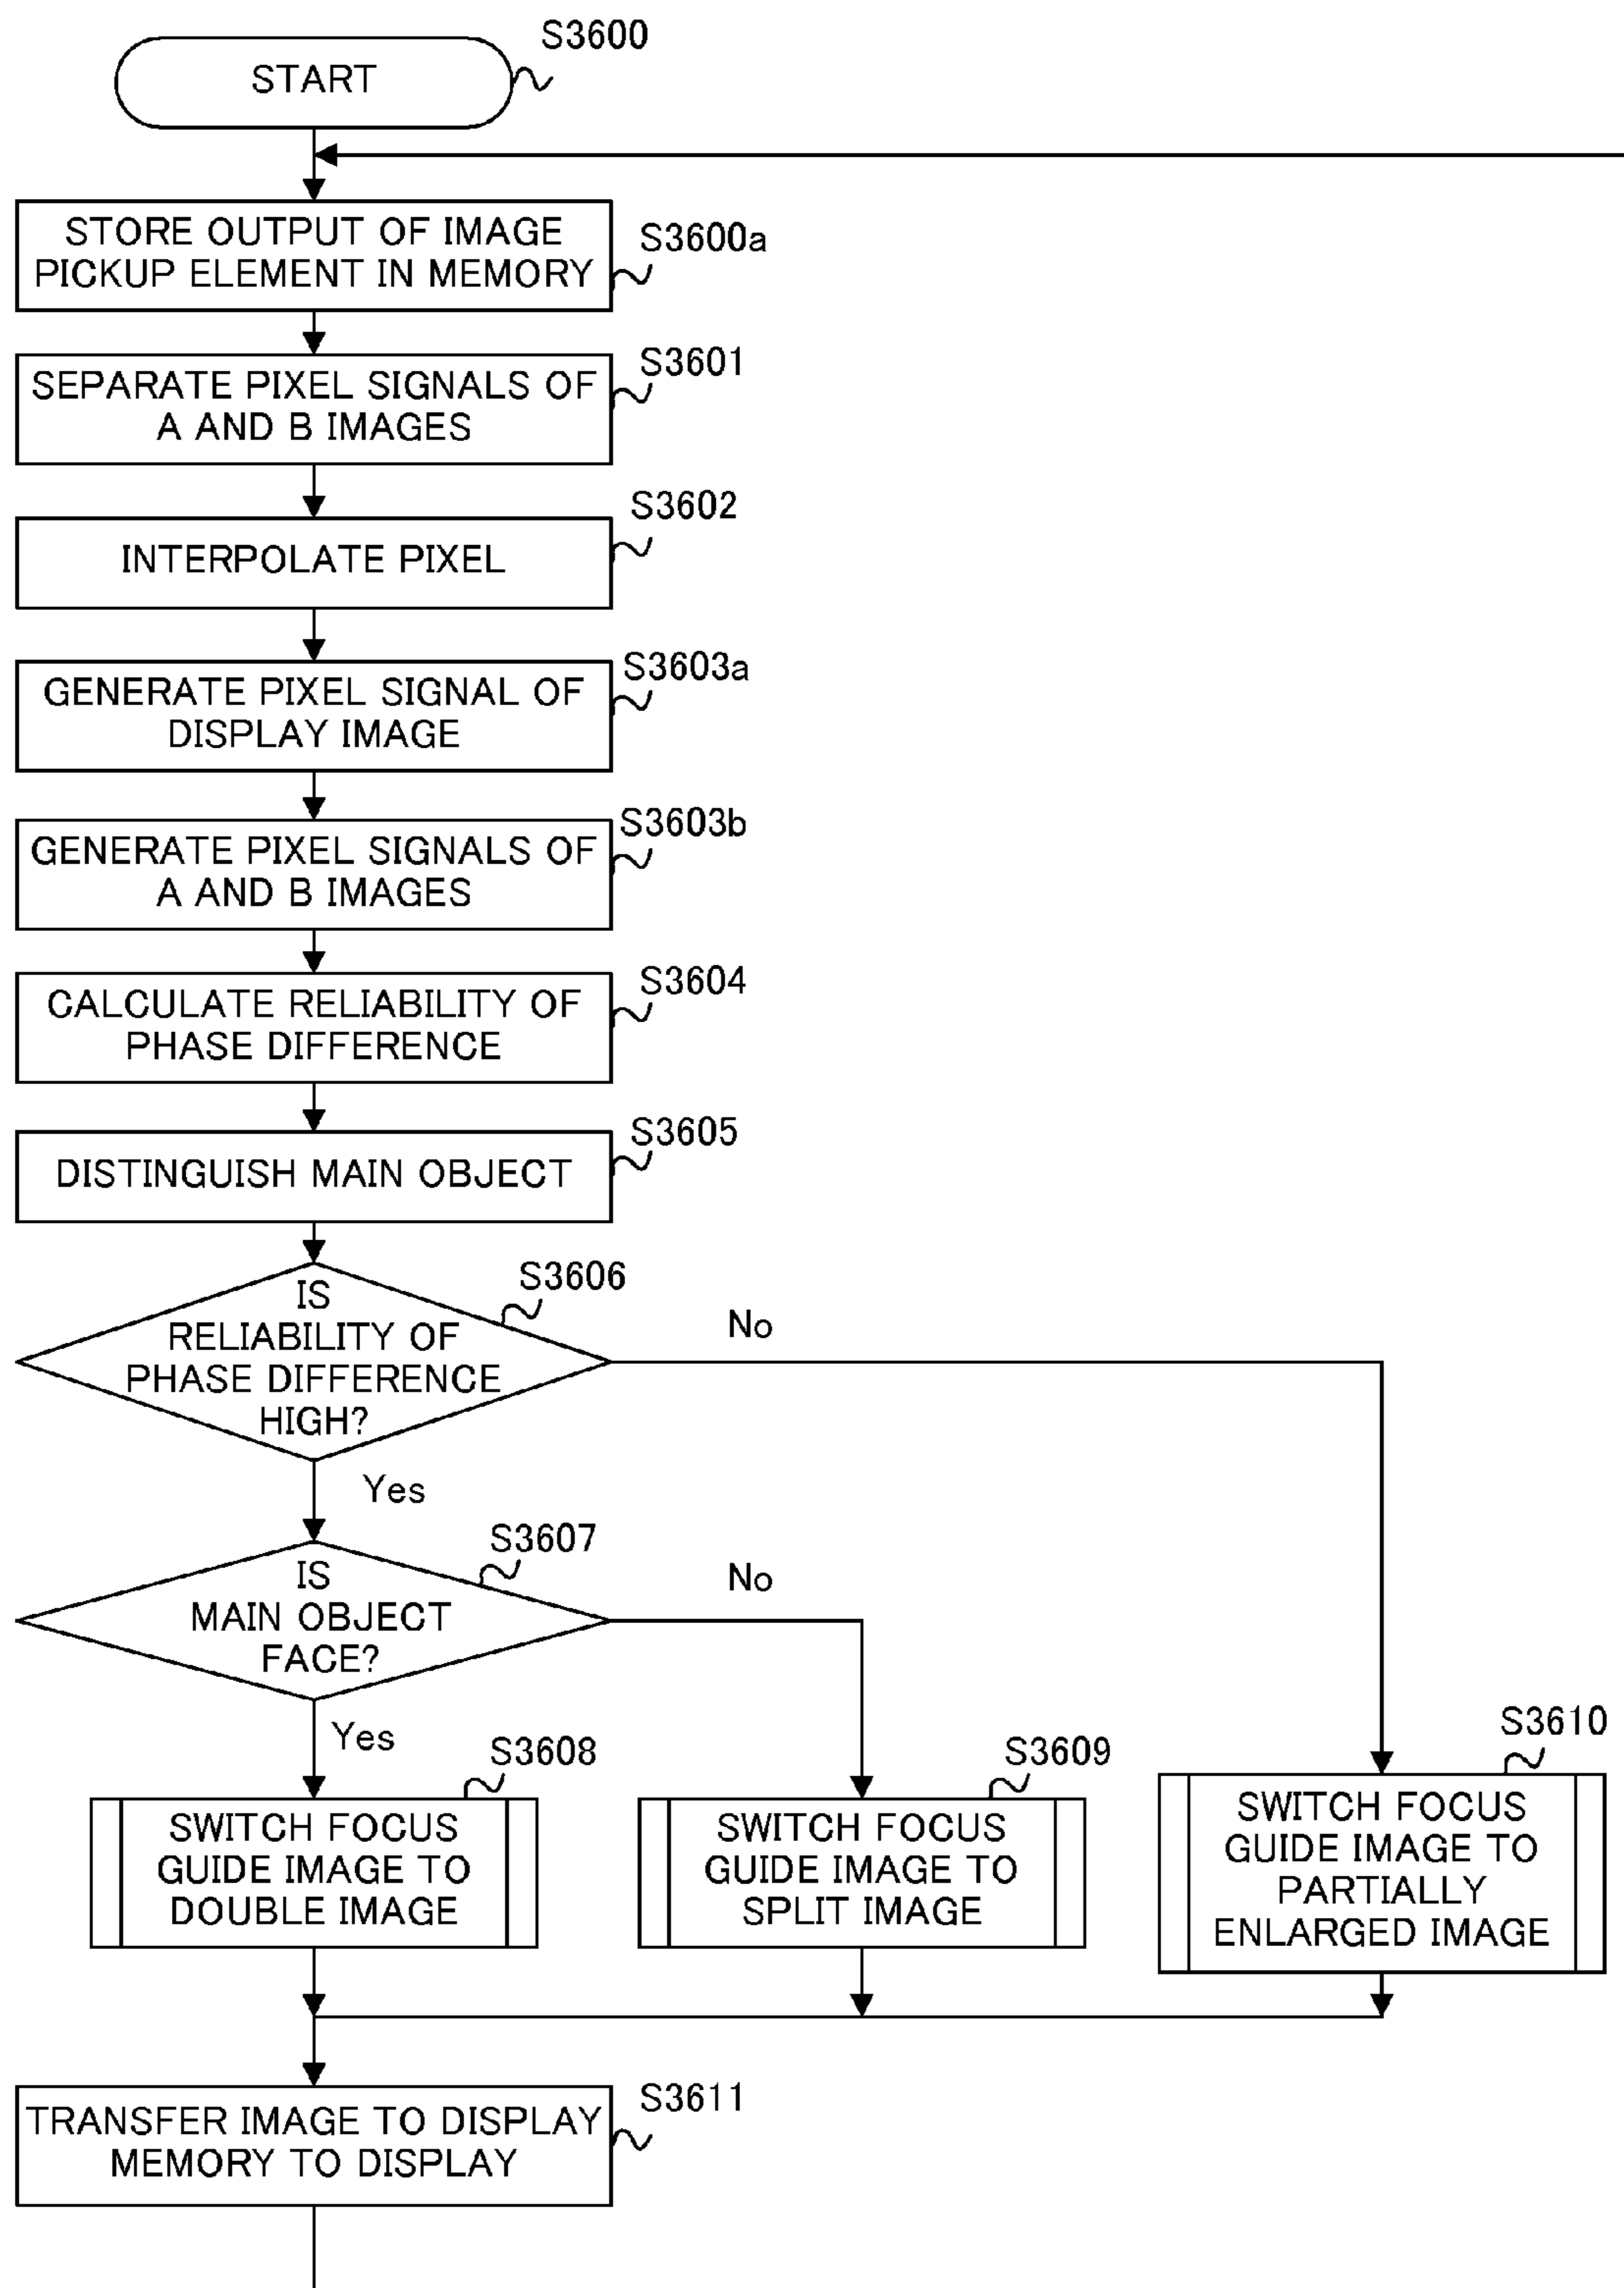 S3600
START
STORE OUTPUT OF IMAGE
PICKUP ELEMENT IN MEMORY
S3600a
SEPARATE PIXEL SIGNALS OF
A AND B IMAGES
S3601
INTERPOLATE PIXEL
S3602
GENERATE PIXEL SIGNAL OF
DISPLAY IMAGE
S3603a
GENERATE PIXEL SIGNALS OF
A AND B IMAGES
S3603b
CALCULATE RELIABILITY OF
PHASE DIFFERENCE
S3604
DISTINGUISH MAIN OBJECT
S3605
IS
RELIABILITY OF
PHASE DIFFERENCE
HIGH?
S3606
No
Yes
IS
MAIN OBJECT
FACE?
S3607
No
Yes
S3608
SWITCH FOCUS
GUIDE IMAGE TO
DOUBLE IMAGE
S3609
SWITCH FOCUS
GUIDE IMAGE TO
SPLIT IMAGE
S3610
SWITCH FOCUS
GUIDE IMAGE TO
PARTIALLY
ENLARGED IMAGE
TRANSFER IMAGE TO DISPLAY
MEMORY TO DISPLAY
S3611